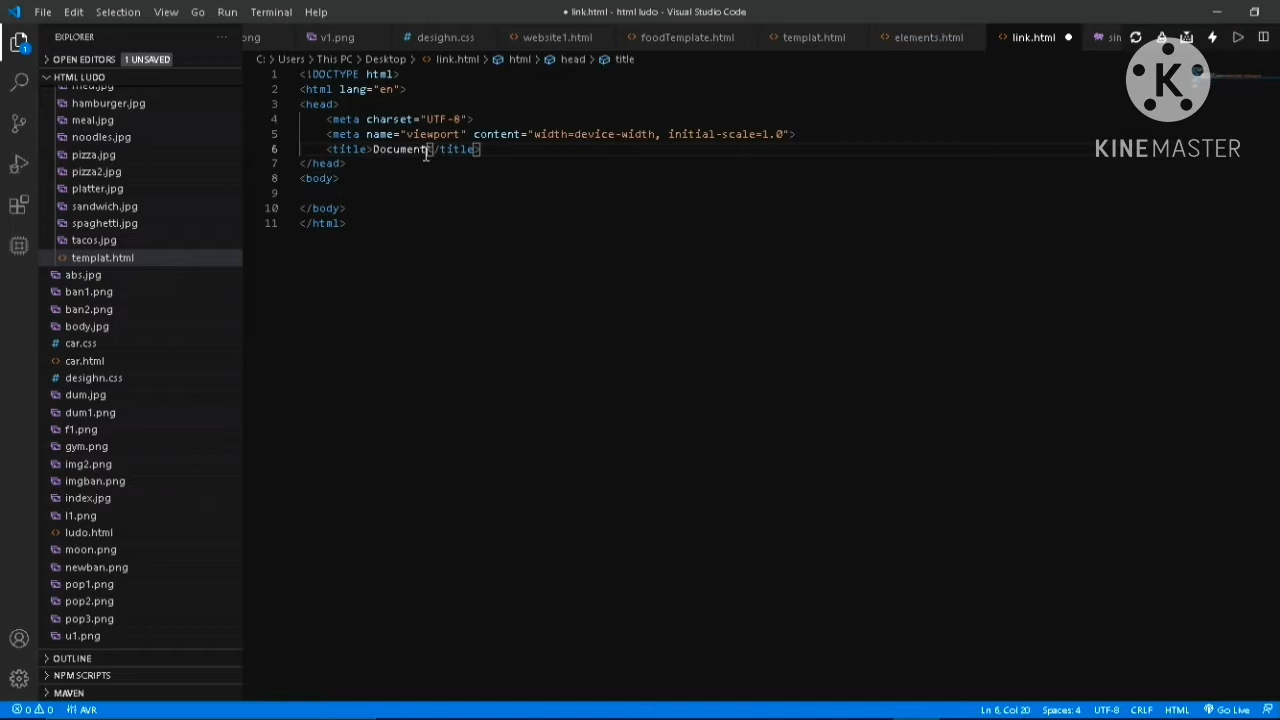 File Edit Selection View Go Run Terminal Help
● link.html - html ludo - Visual Studio Code
EXPLORER ...
ng v1.png # desighn.css <> website1.html <> foodTemplate.html <> templat.html <> elements.html <> link.html ●
K
KINEMASTER
OPEN EDITORS 1 UNSAVED
C: > Users > This PC > Desktop > <> link.html > html > head > title
1
HTML LUDO
med.jpg
hamburger.jpg
meal.jpg
noodles.jpg
pizza.jpg
pizza2.jpg
platter.jpg
sandwich.jpg
spaghetti.jpg
tacos.jpg
<> templat.html
abs.jpg
ban1.png
ban2.png
body.jpg
# car.css
<> car.html
# desighn.css
dum.jpg
dum1.png
f1.png
gym.png
img2.png
imgban.png
index.jpg
l1.png
<> ludo.html
moon.png
newban.png
pop1.png
pop2.png
pop3.png
u1.png
OUTLINE
NPM SCRIPTS
MAVEN
1 <!DOCTYPE html>
2 <html lang="en">
3 <head>
4 <meta charset="UTF-8">
5 <meta name="viewport" content="width=device-width, initial-scale=1.0">
6 <title>Document</title>
7 </head>
8 <body>
9
10 </body>
11 </html>
0 0 AVR
Ln 6, Col 20 Spaces: 4 UTF-8 CRLF HTML Go Live